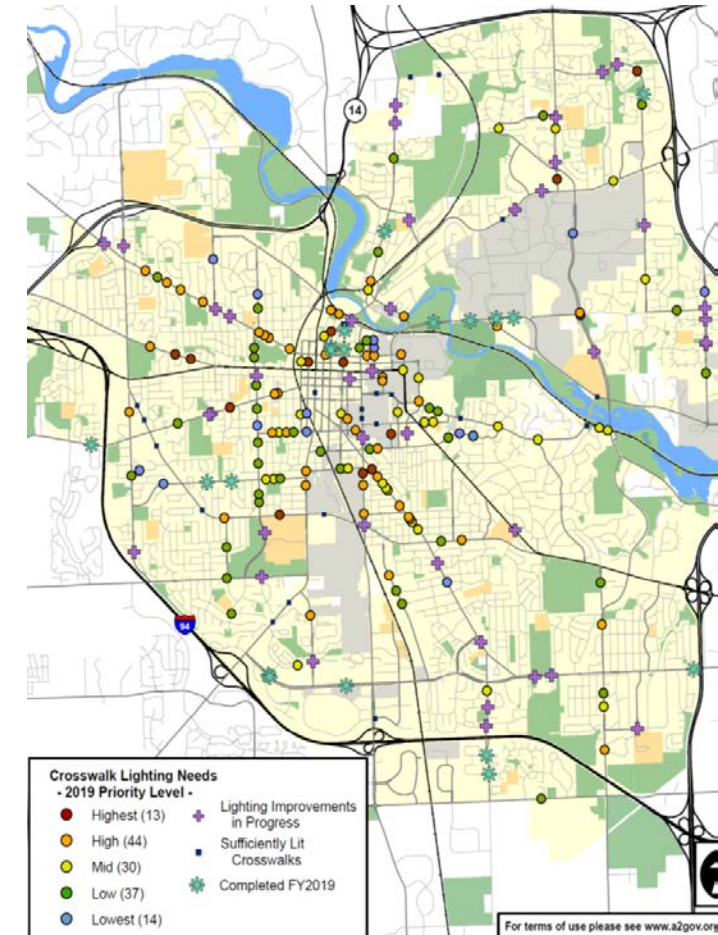 14
94
Crosswalk Lighting Needs
- 2019 Priority Level -
Highest (13)
High (44)
Mid (30)
Low (37)
Lowest (14)
Lighting Improvements
in Progress
Sufficiently Lit
Crosswalks
Completed FY2019
For terms of use please see www.a2gov.org